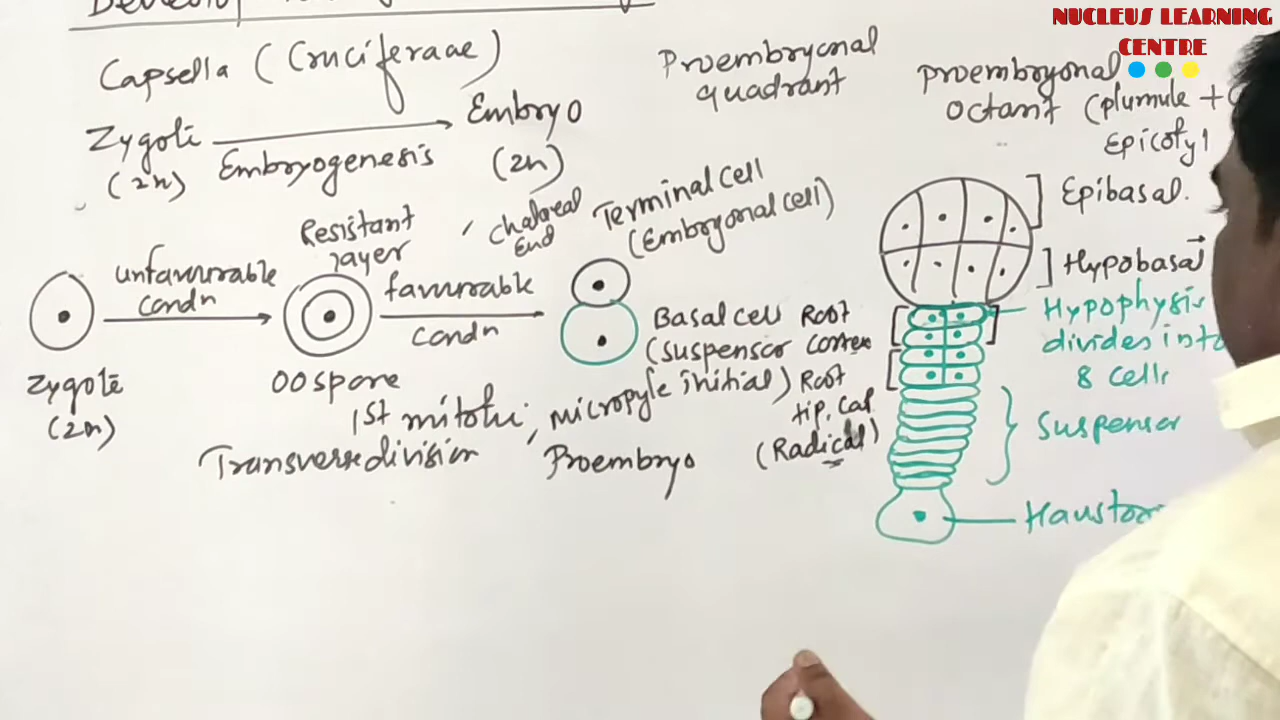 NUCLEUS LEARNING
CENTRE
Capsella (Cruciferae)
Zygote
(2n)
Embryogenesis
Embryo
(2n)
Proembryonal
quadrant
Proembryonal
octant (plumule +
Epicotyl
unfavourable
condn
Resistant
layer
favourable
condn
, chalazal
End
Terminal cell
(Embryonal cell)
Basal cell
(suspensor
, micropyle initial)
Zygote
(2n)
Oospore
1st mitotic
Transverse division
, Proembryo
Root
cortex
Root
tip, cap
(Radical)
] Epibasal.
] Hypobasal
Hypophysis
divides into
8 cells
Suspensor